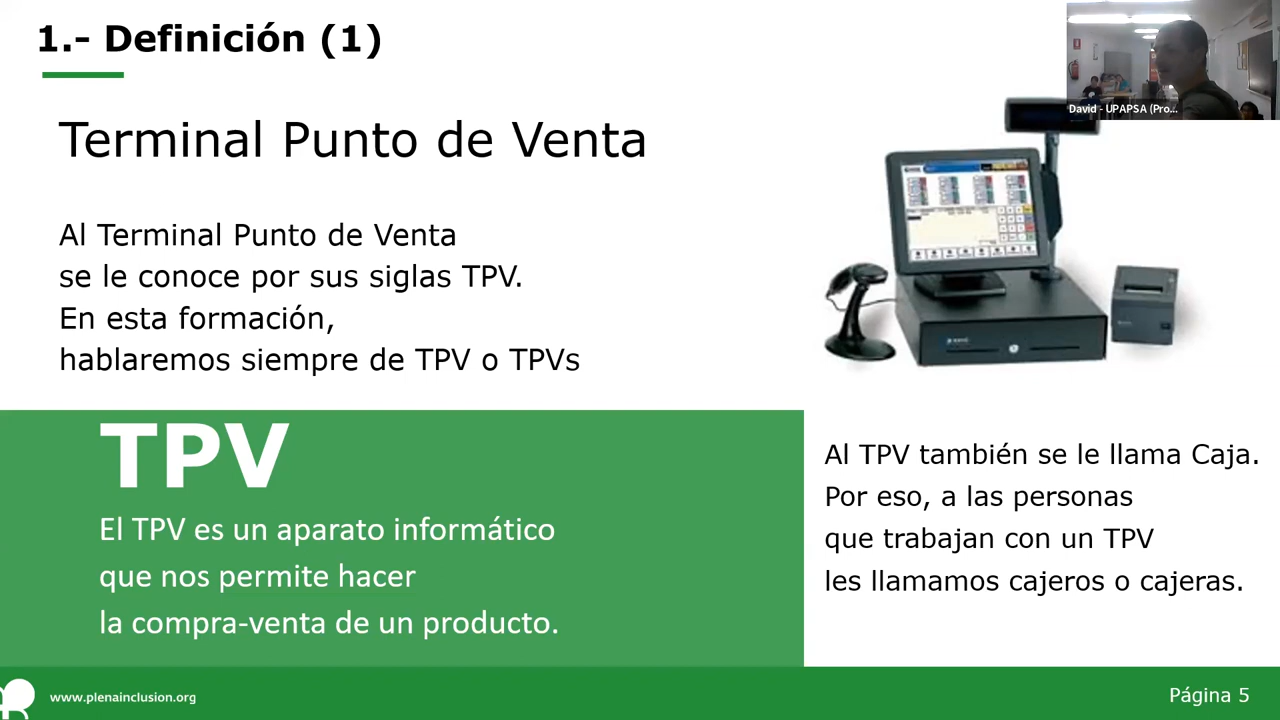 1.- Definición (1)
David - UPAPSA (Pro...
Terminal Punto de Venta
Al Terminal Punto de Venta
se le conoce por sus siglas TPV.
En esta formación,
hablaremos siempre de TPV o TPVs
TPV
El TPV es un aparato informático
que nos permite hacer
la compra-venta de un producto.
Al TPV también se le llama Caja.
Por eso, a las personas
que trabajan con un TPV
les llamamos cajeros o cajeras.
www.plenainclusion.org
Página 5